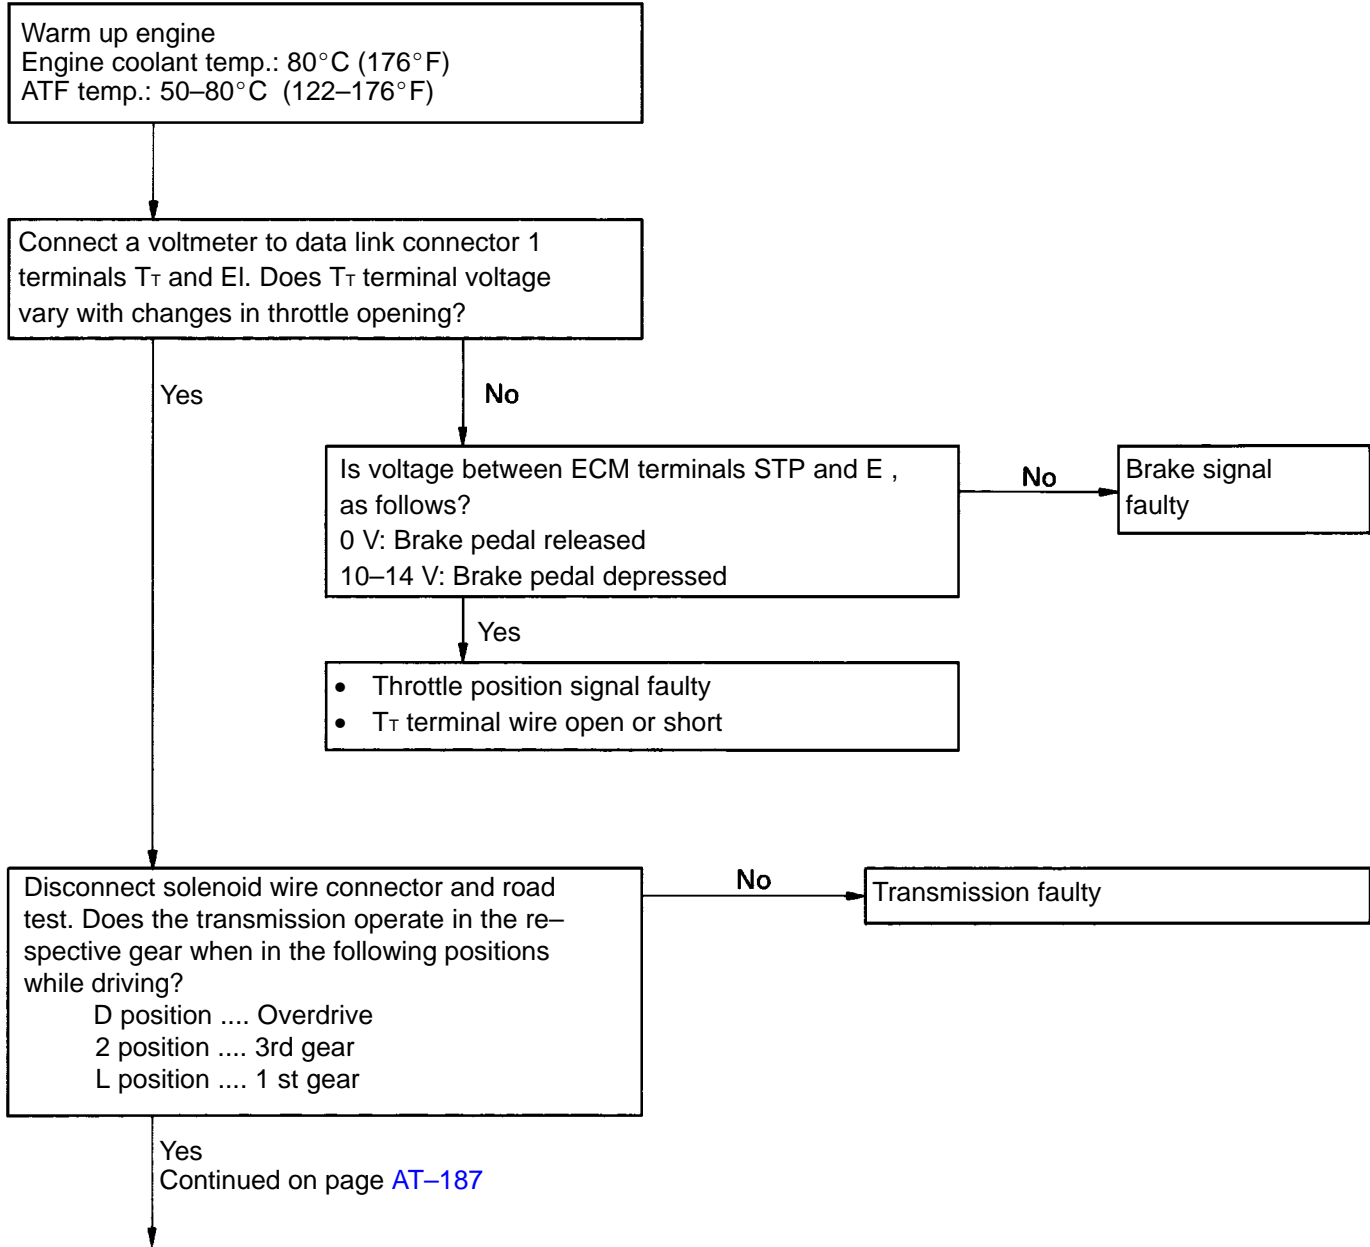 Warm up engine
Engine coolant temp.: 80°C (176°F)
ATF temp.: 50–80°C (122–176°F)
Connect a voltmeter to data link connector 1
terminals TT and EI. Does TT terminal voltage
vary with changes in throttle opening?
Yes
No
Is voltage between ECM terminals STP and E ,
as follows?
0 V: Brake pedal released
10–14 V: Brake pedal depressed
No
Brake signal
faulty
Yes
• Throttle position signal faulty
• TT terminal wire open or short
Disconnect solenoid wire connector and road
test. Does the transmission operate in the re–
spective gear when in the following positions
while driving?
D position .... Overdrive
2 position .... 3rd gear
L position .... 1 st gear
No
Transmission faulty
Yes
Continued on page AT–187